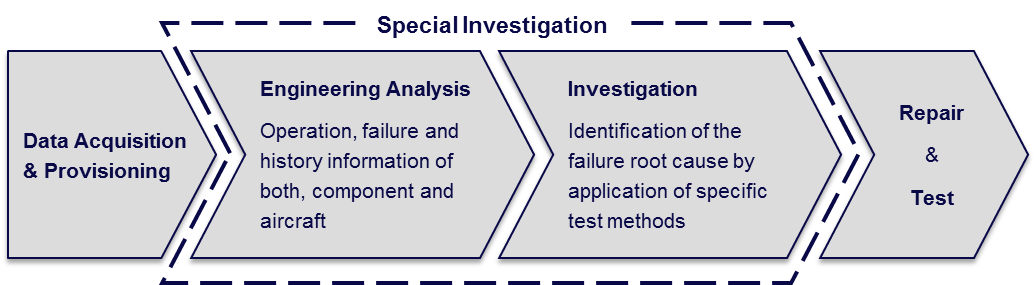 Special Investigation
Data Acquisition
& Provisioning
Engineering Analysis
Operation, failure and
history information of
both, component and
aircraft
Investigation
Identification of the
failure root cause by
application of specific
test methods
Repair
&
Test